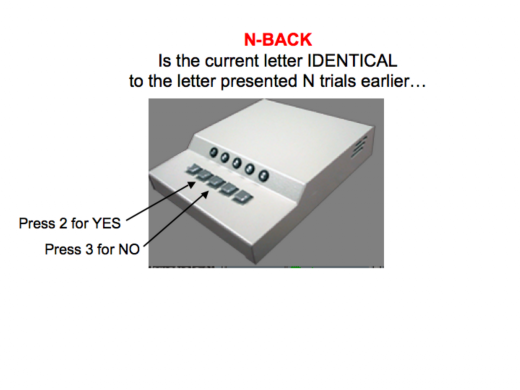 N-BACK
Is the current letter IDENTICAL
to the letter presented N trials earlier…
Press 2 for YES
Press 3 for NO